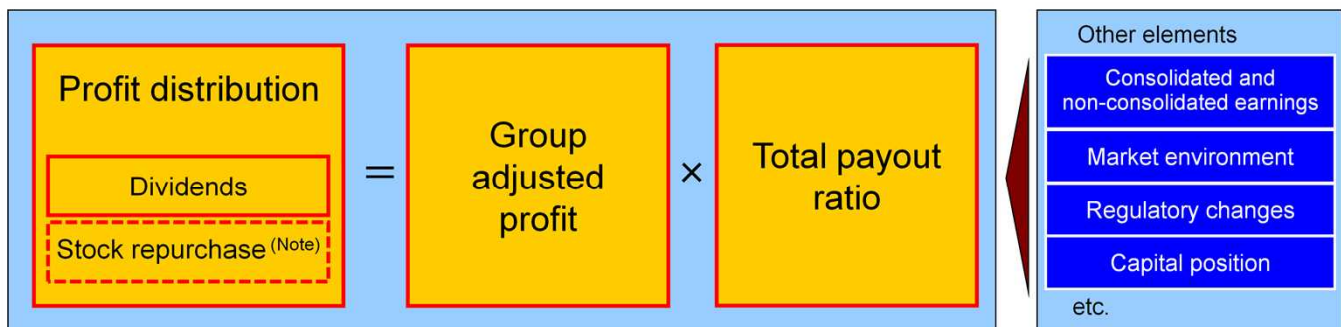 Profit distribution
Dividends
Stock repurchase (Note)
=
Group
adjusted
profit
×
Total payout
ratio
Other elements
Consolidated and
non-consolidated earnings
Market environment
Regulatory changes
Capital position
etc.